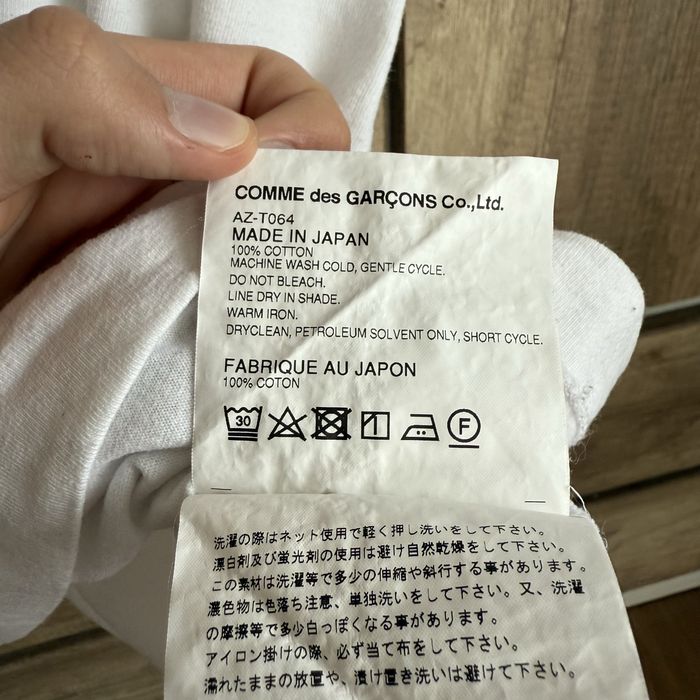 COMME des GARÇONS Co.,Ltd.
AZ-T064
MADE IN JAPAN
100% COTTON
MACHINE WASH COLD, GENTLE CYCLE.
DO NOT BLEACH.
LINE DRY IN SHADE.
WARM IRON.
DRYCLEAN, PETROLEUM SOLVENT ONLY, SHORT CYCLE.
FABRIQUE AU JAPON
100% COTON
30 F
洗濯の際はネット使用で軽く押し洗いをして下さい。
漂白剤及び蛍光剤の使用は避け自然乾燥をして下さい。
この素材は洗濯等で多少の伸縮や斜行する事があります。
濃色物は色落ち注意、単独洗いをして下さい。又、洗濯
の摩擦等で多少白っぽくなる事があります。
アイロン掛けの際、必ず当て布をして下さい。
濡れたままの放置や、漬け置き洗いは避けて下さい。